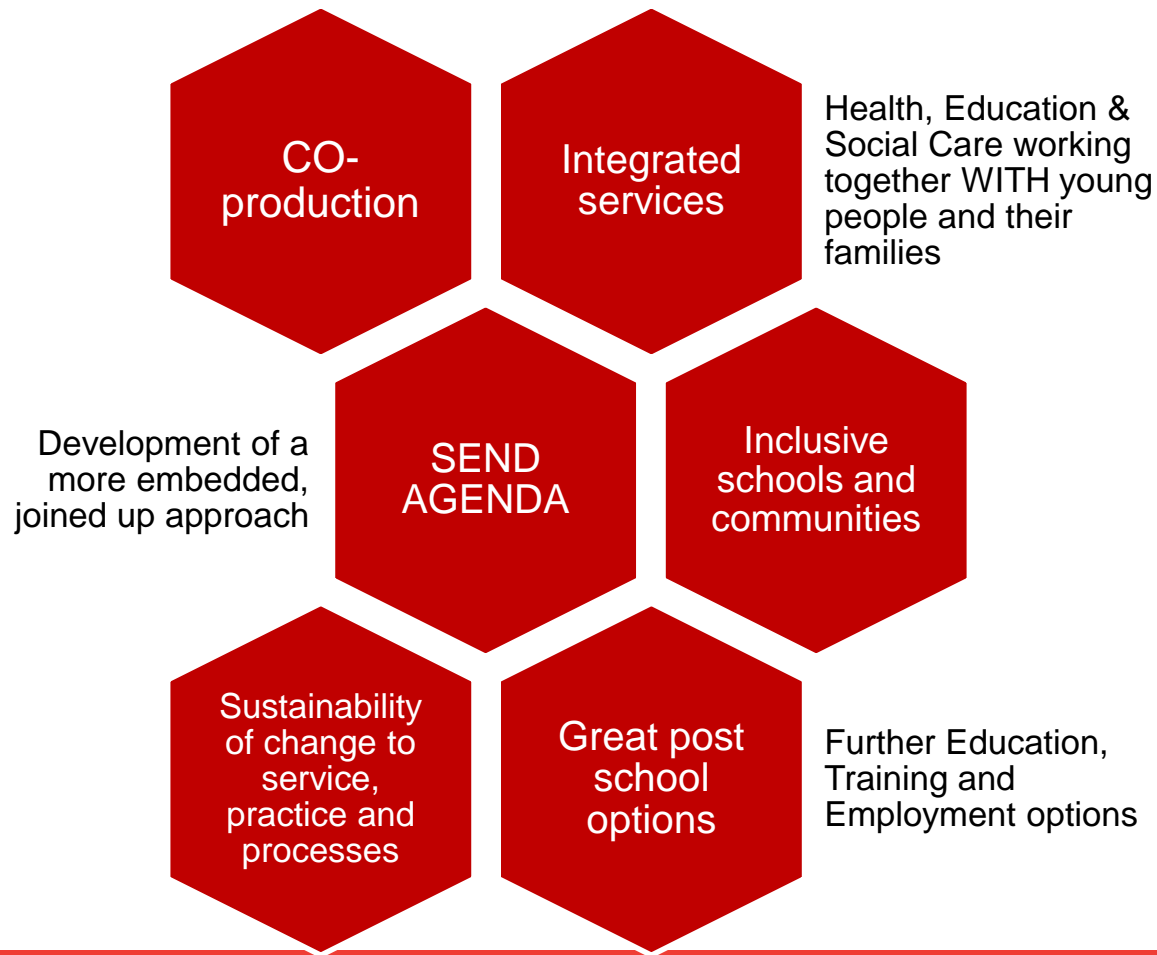 CO-
production
Integrated
services
Health, Education &
Social Care working
together WITH young
people and their
families
Development of a
more embedded,
joined up approach
SEND
AGENDA
Inclusive
schools and
communities
Sustainability
of change to
service,
practice and
processes
Great post
school
options
Further Education,
Training and
Employment options